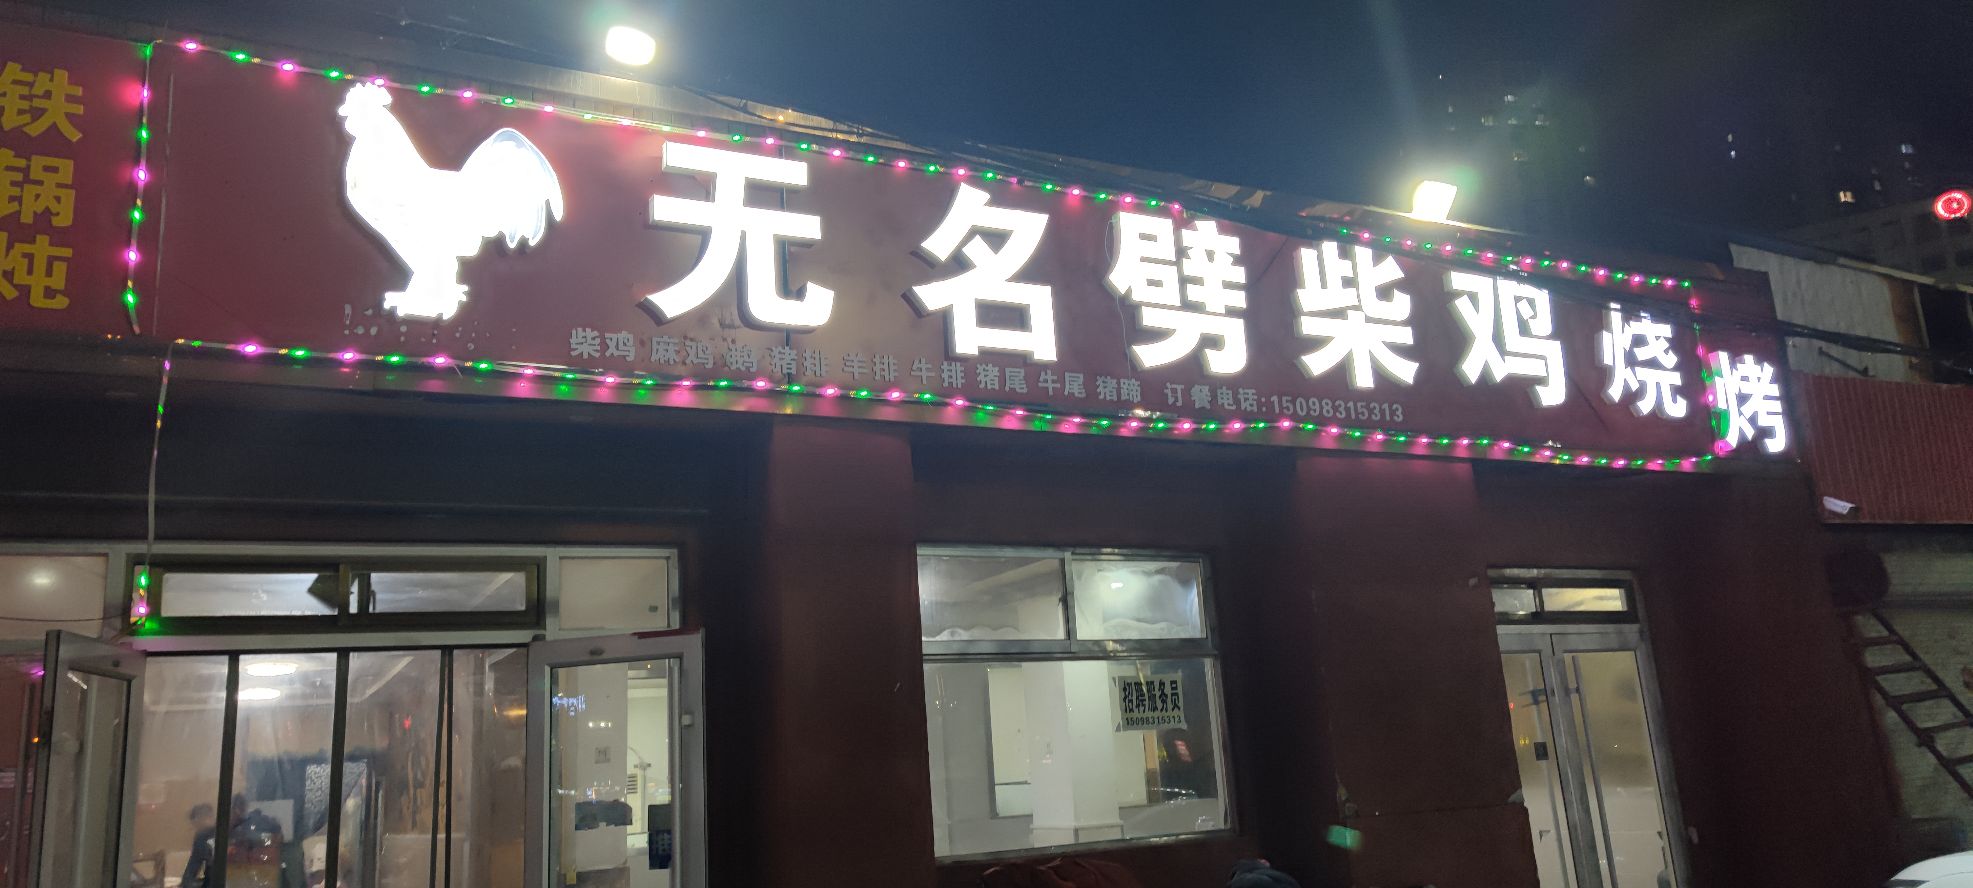 铁锅炖
无名劈柴鸡烧烤
柴鸡 麻鸡 鹅 猪排 羊排 牛排 猪尾 牛尾 猪蹄 订餐电话:15098315313
招聘服务员
15098315313